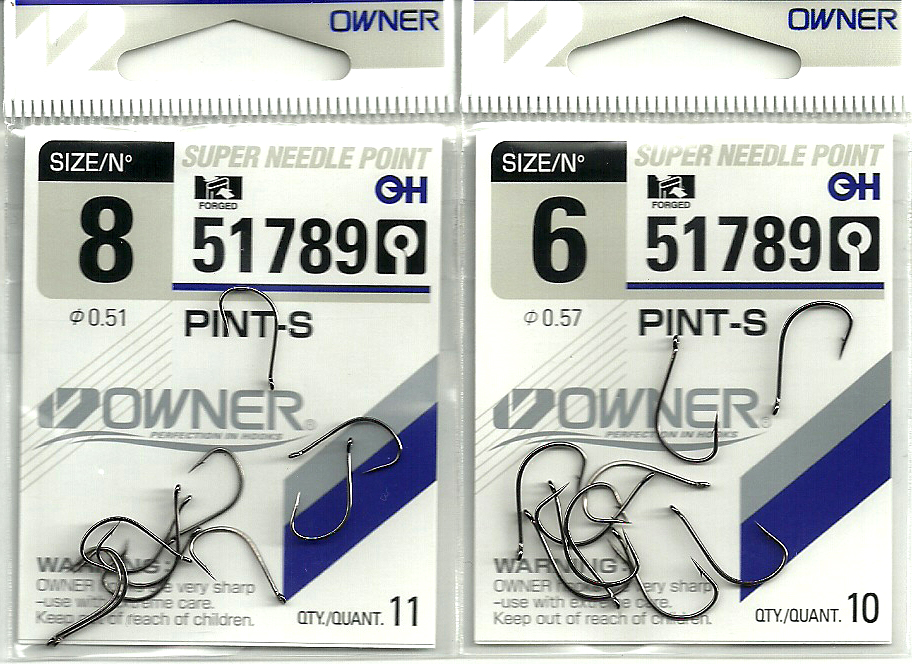 OWNER
SIZE/N°
SUPER NEEDLE POINT
8
FORGED
OH
51789
Φ 0.51
PINT-S
OWNER®
PERFECTION IN HOOKS
WARNING:
OWNER very sharp
-use with extreme care.
Keep out of reach of children.
QTY./QUANT. 11
OWNER
SIZE/N°
SUPER NEEDLE POINT
6
FORGED
OH
51789
Φ 0.57
PINT-S
OWNER®
PERFECTION IN HOOKS
WARNING:
OWNER very sharp
-use with extreme care.
Keep out of reach of children.
QTY./QUANT. 10